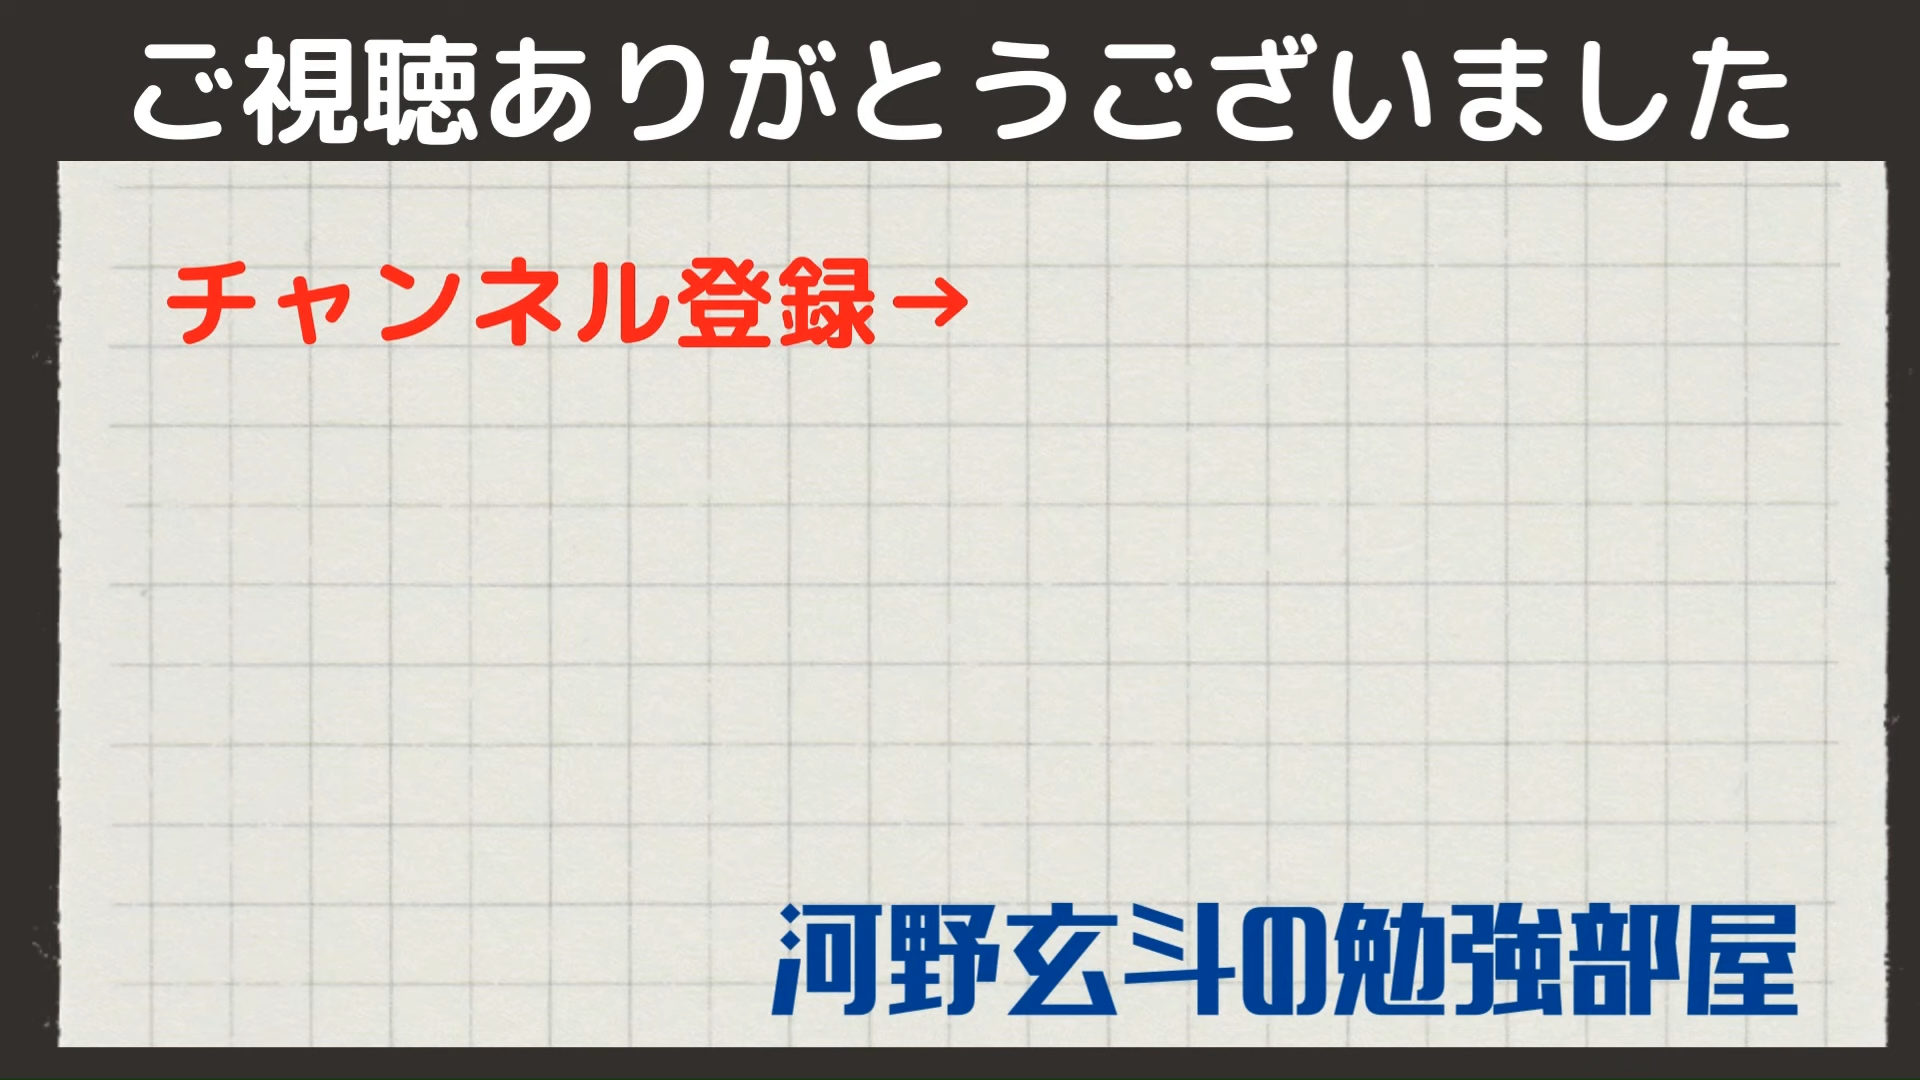 ご視聴ありがとうございました
チャンネル登録→
河野玄斗の勉強部屋